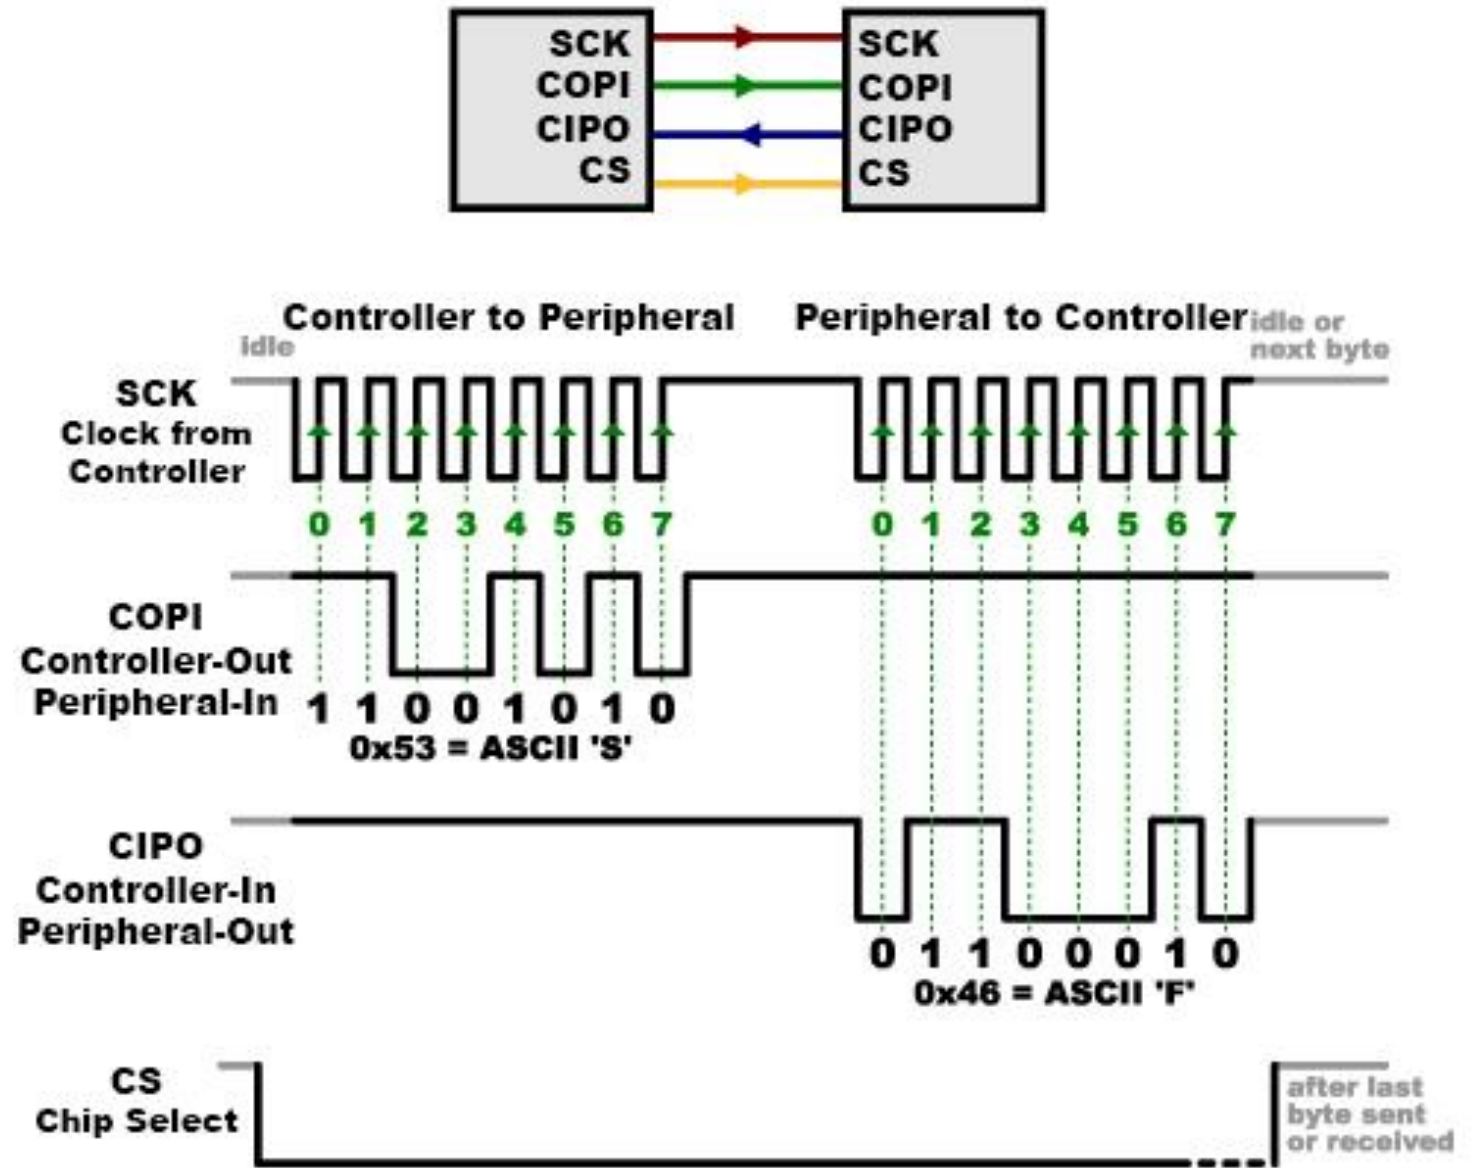 SCK
COPI
CIPO
CS
SCK
COPI
CIPO
CS
Controller to Peripheral
Peripheral to Controller
idle
idle or
next byte
SCK
Clock from
Controller
0 1 2 3 4 5 6 7
0 1 2 3 4 5 6 7
COPI
Controller-Out
Peripheral-In
1 1 0 0 1 0 1 0
0x53 = ASCII 'S'
CIPO
Controller-In
Peripheral-Out
0 1 1 0 0 0 1 0
0x46 = ASCII 'F'
CS
Chip Select
after last
byte sent
or received